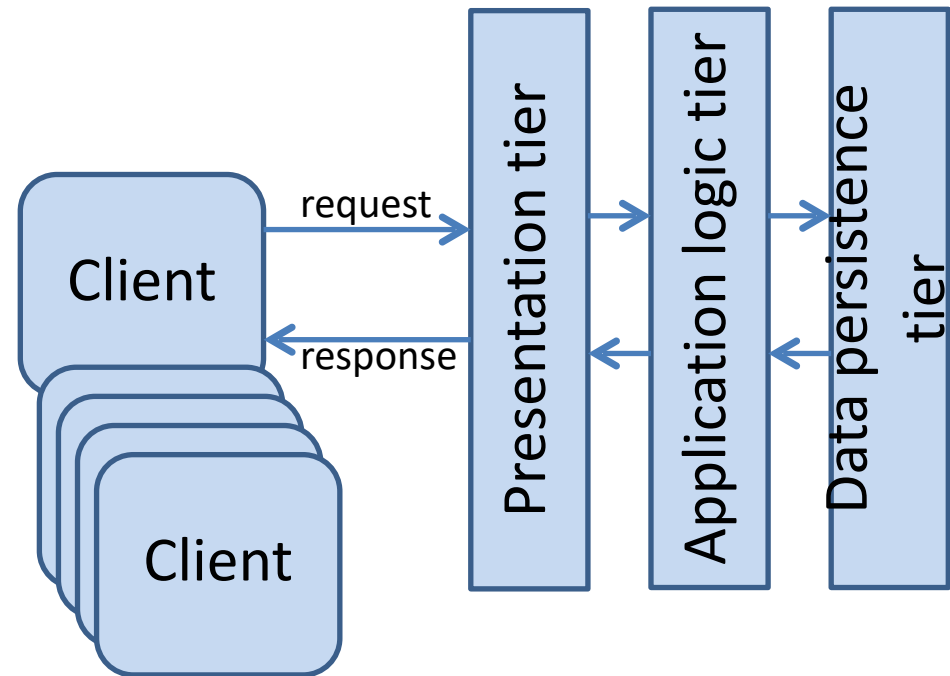 Client
request
response
Client
Presentation tier
Application logic tier
Data persistence
tier